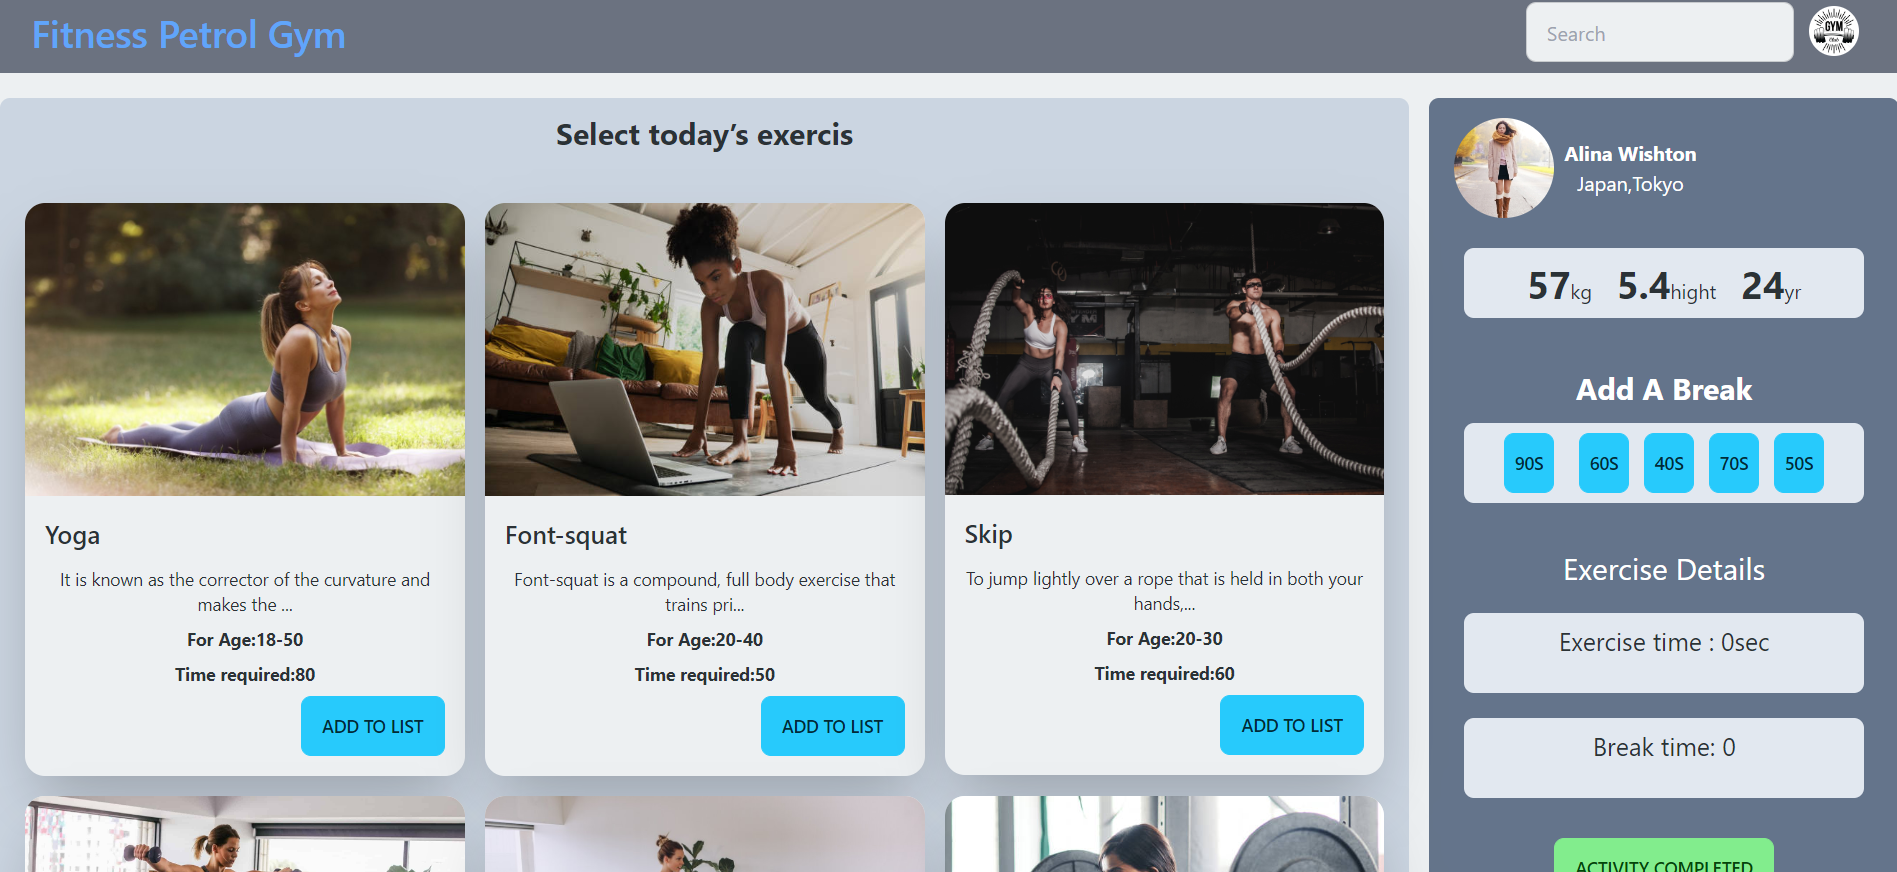 Fitness Petrol Gym
Search
GYM
Club
Select today’s exercis
Yoga
It is known as the corrector of the curvature and
makes the ...
For Age:18-50
Time required:80
ADD TO LIST
Font-squat
Font-squat is a compound, full body exercise that
trains pri...
For Age:20-40
Time required:50
ADD TO LIST
Skip
To jump lightly over a rope that is held in both your
hands,...
For Age:20-30
Time required:60
ADD TO LIST
Alina Wishton
Japan,Tokyo
57kg 5.4hight 24yr
Add A Break
90S 60S 40S 70S 50S
Exercise Details
Exercise time : 0sec
Break time: 0
ACTIVITY COMPLETED